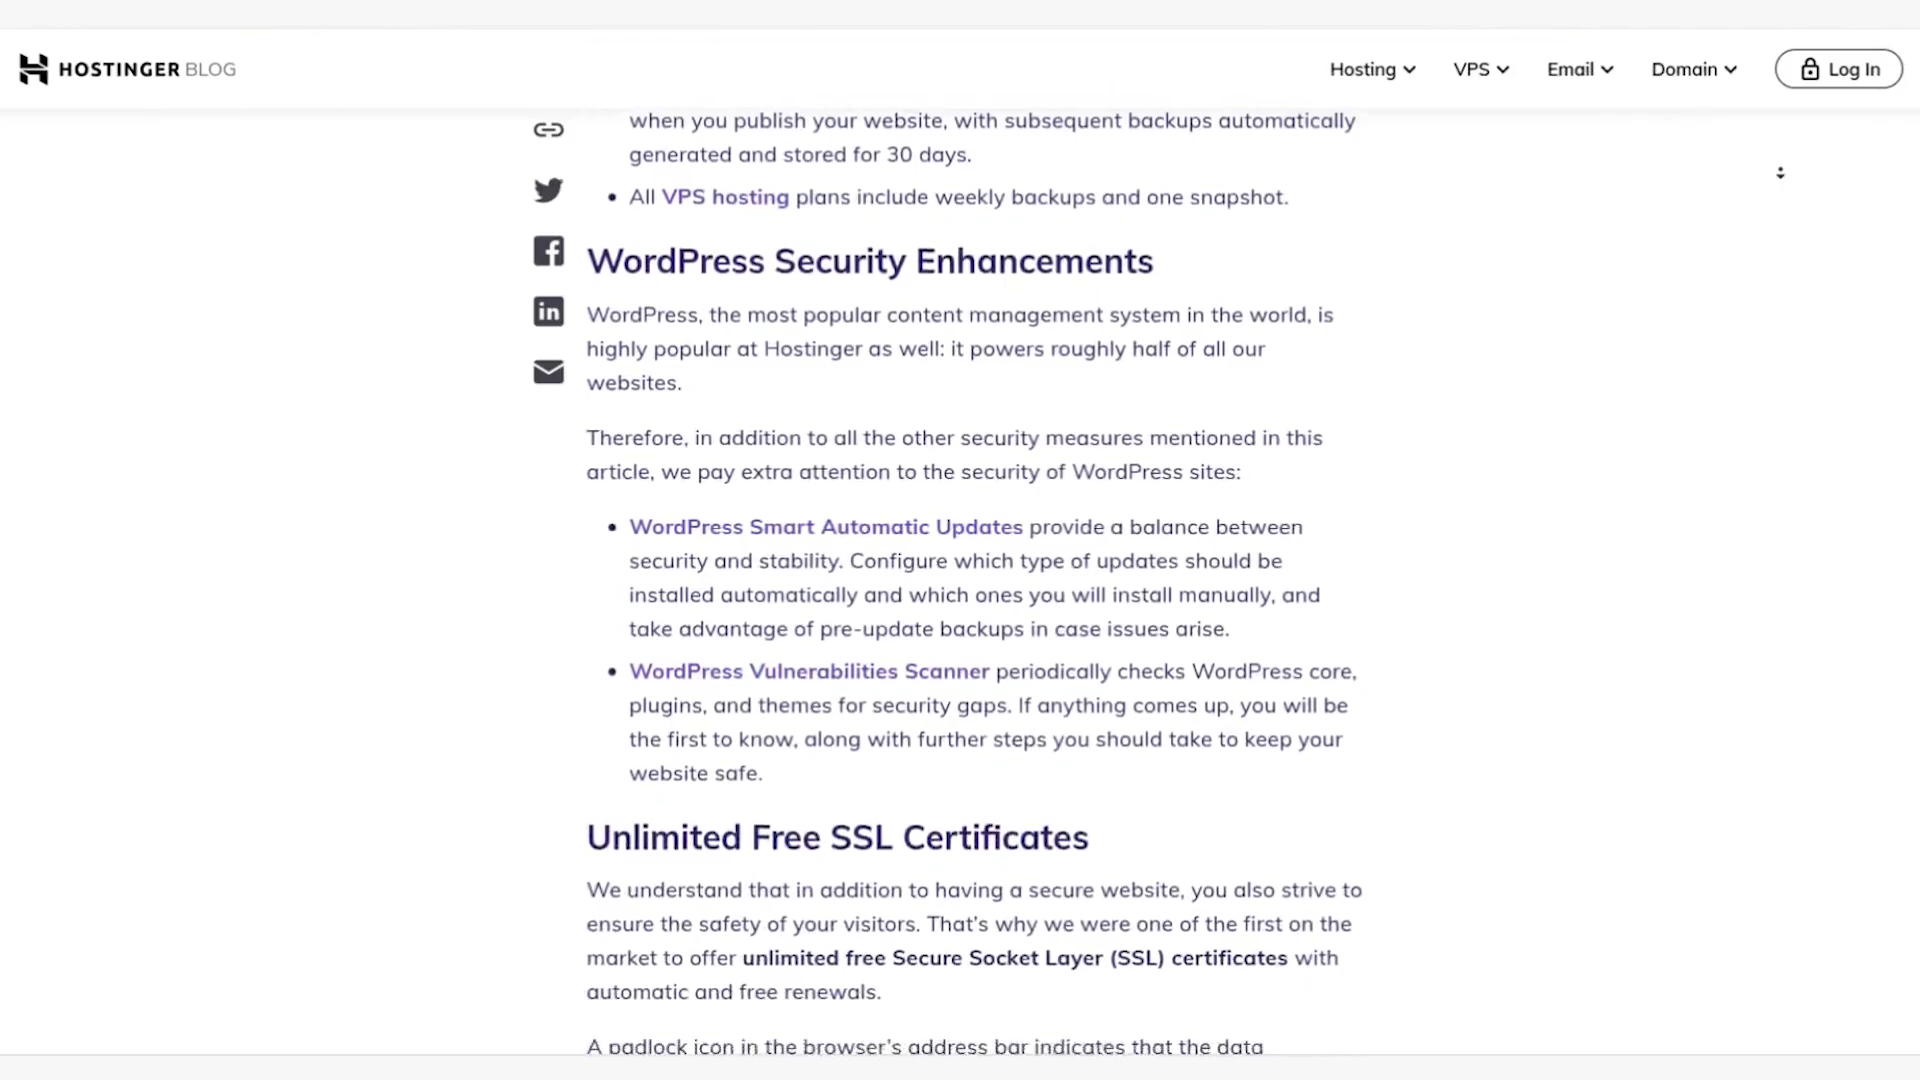 HOSTINGER BLOG
Hosting
VPS
Email
Domain
Log In
when you publish your website, with subsequent backups automatically
generated and stored for 30 days.
• All VPS hosting plans include weekly backups and one snapshot.
WordPress Security Enhancements
WordPress, the most popular content management system in the world, is
highly popular at Hostinger as well: it powers roughly half of all our
websites.
Therefore, in addition to all the other security measures mentioned in this
article, we pay extra attention to the security of WordPress sites:
• WordPress Smart Automatic Updates provide a balance between
security and stability. Configure which type of updates should be
installed automatically and which ones you will install manually, and
take advantage of pre-update backups in case issues arise.
• WordPress Vulnerabilities Scanner periodically checks WordPress core,
plugins, and themes for security gaps. If anything comes up, you will be
the first to know, along with further steps you should take to keep your
website safe.
Unlimited Free SSL Certificates
We understand that in addition to having a secure website, you also strive to
ensure the safety of your visitors. That's why we were one of the first on the
market to offer unlimited free Secure Socket Layer (SSL) certificates with
automatic and free renewals.
A padlock icon in the browser's address bar indicates that the data